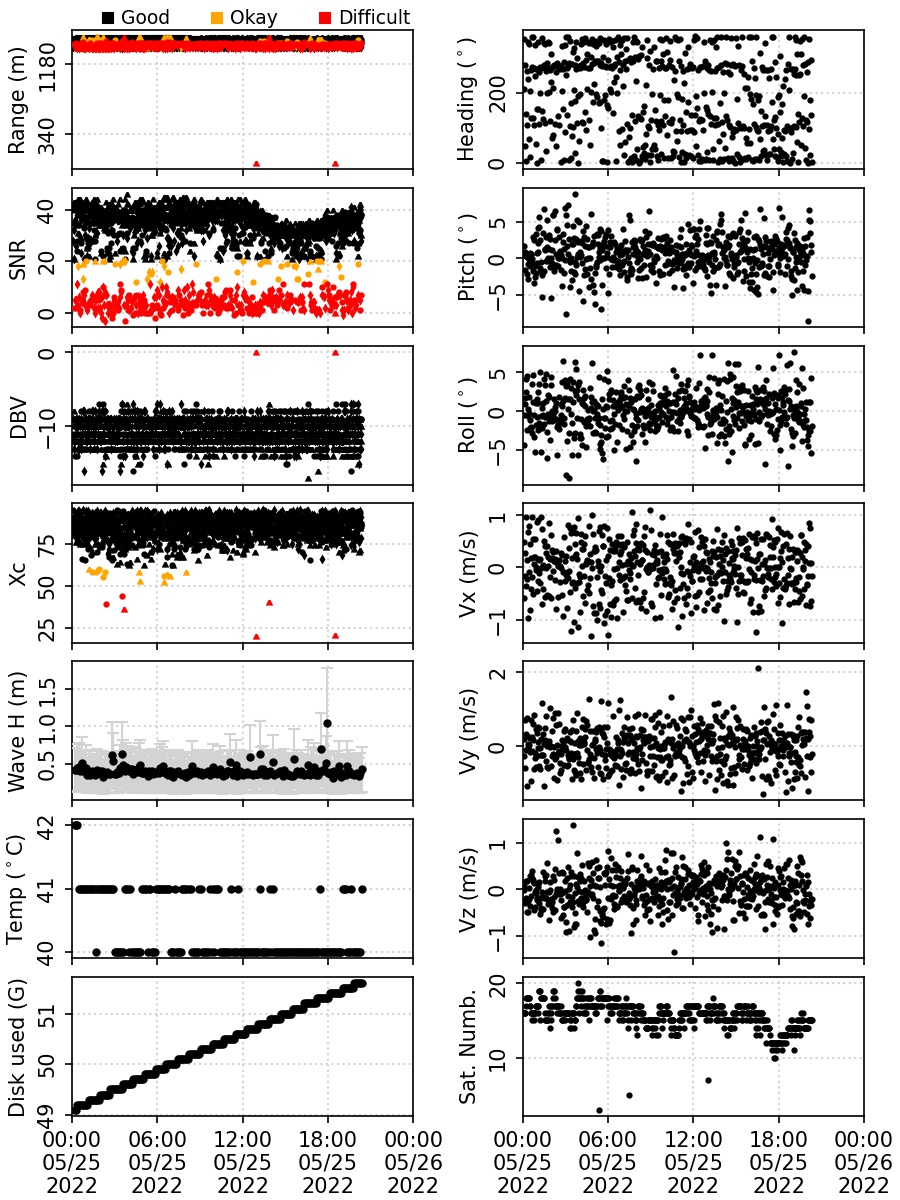 Good Okay Difficult
Range (m)
1180
340
Heading (°)
200
0
SNR
40
20
0
Pitch (°)
5
0
−5
DBV
0
−10
Roll (°)
5
0
−5
Xc
75
50
25
Vx (m/s)
1
0
−1
Wave H (m)
1.5
1.0
0.5
Vy (m/s)
2
0
Temp (°C)
42
41
40
Vz (m/s)
1
0
−1
Disk used (G)
51
50
49
Sat. Numb.
20
10
00:00 06:00 12:00 18:00 00:00
05/25 05/25 05/25 05/25 05/26
2022 2022 2022 2022 2022
00:00 06:00 12:00 18:00 00:00
05/25 05/25 05/25 05/25 05/26
2022 2022 2022 2022 2022